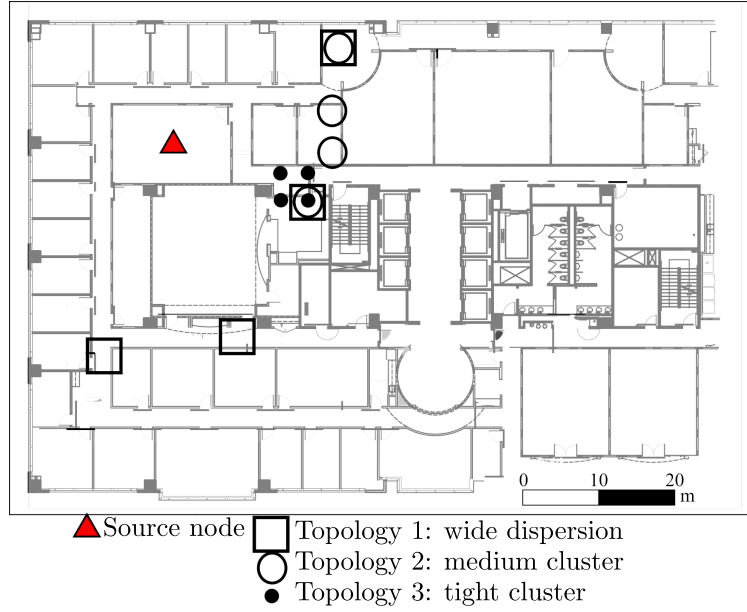 0 10 20
m
Source node
Topology 1: wide dispersion
Topology 2: medium cluster
Topology 3: tight cluster